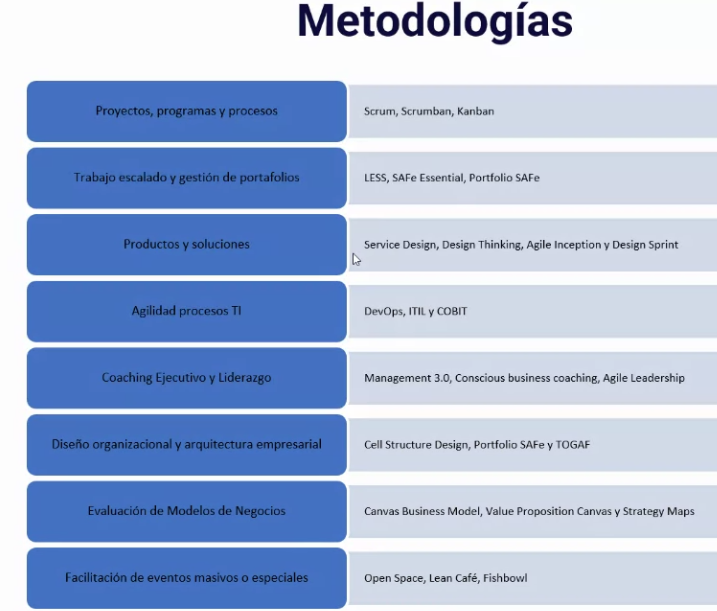 Metodologías
Proyectos, programas y procesos
Scrum, Scrumban, Kanban
Trabajo escalado y gestión de portafolios
LESS, SAFe Essential, Portfolio SAFe
Productos y soluciones
Service Design, Design Thinking, Agile Inception y Design Sprint
Agilidad procesos TI
DevOps, ITIL y COBIT
Coaching Ejecutivo y Liderazgo
Management 3.0, Conscious business coaching, Agile Leadership
Diseño organizacional y arquitectura empresarial
Cell Structure Design, Portfolio SAFe y TOGAF
Evaluación de Modelos de Negocios
Canvas Business Model, Value Proposition Canvas y Strategy Maps
Facilitación de eventos masivos o especiales
Open Space, Lean Café, Fishbowl